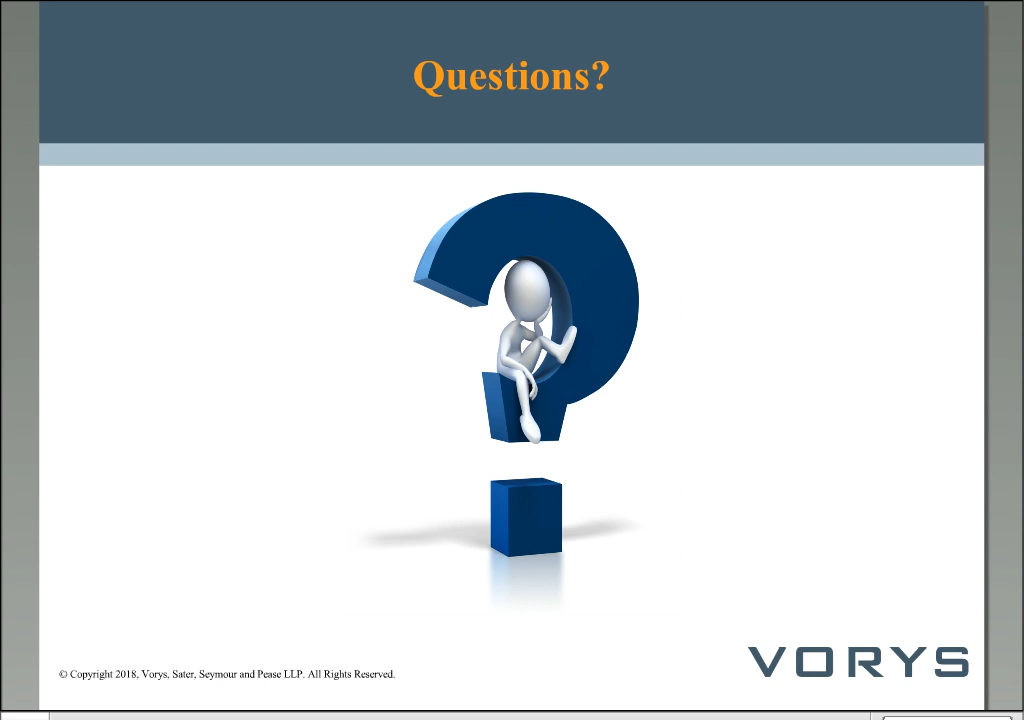 Questions?
© Copyright 2018, Vorys, Sater, Seymour and Pease LLP. All Rights Reserved.
VORYS